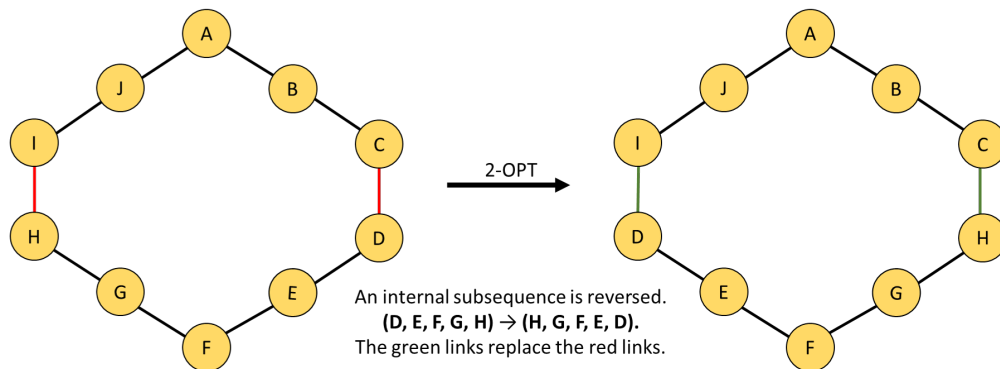 A
J
B
I
C
H
D
G
E
F
2-OPT
A
J
B
I
C
D
H
E
G
F
An internal subsequence is reversed.
(D, E, F, G, H) → (H, G, F, E, D).
The green links replace the red links.